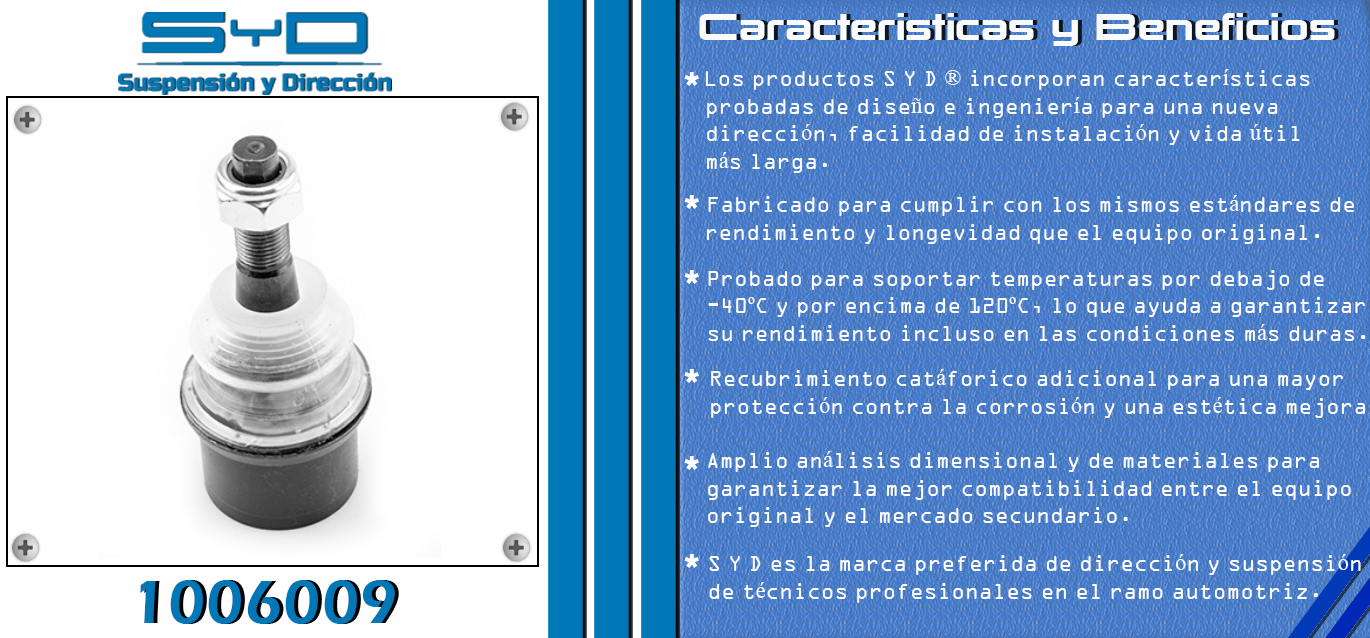 SYD
Suspensión y Dirección
1006009
Caracteristicas y Beneficios
* Los productos S Y D ® incorporan características
probadas de diseño e ingeniería para una nueva
dirección, facilidad de instalación y vida útil
más larga.
* Fabricado para cumplir con los mismos estándares de
rendimiento y longevidad que el equipo original.
* Probado para soportar temperaturas por debajo de
-40°C y por encima de 120°C, lo que ayuda a garantizar
su rendimiento incluso en las condiciones más duras.
* Recubrimiento catáforico adicional para una mayor
protección contra la corrosión y una estética mejora
* Amplio análisis dimensional y de materiales para
garantizar la mejor compatibilidad entre el equipo
original y el mercado secundario.
* S Y D es la marca preferida de dirección y suspensión
de técnicos profesionales en el ramo automotriz.